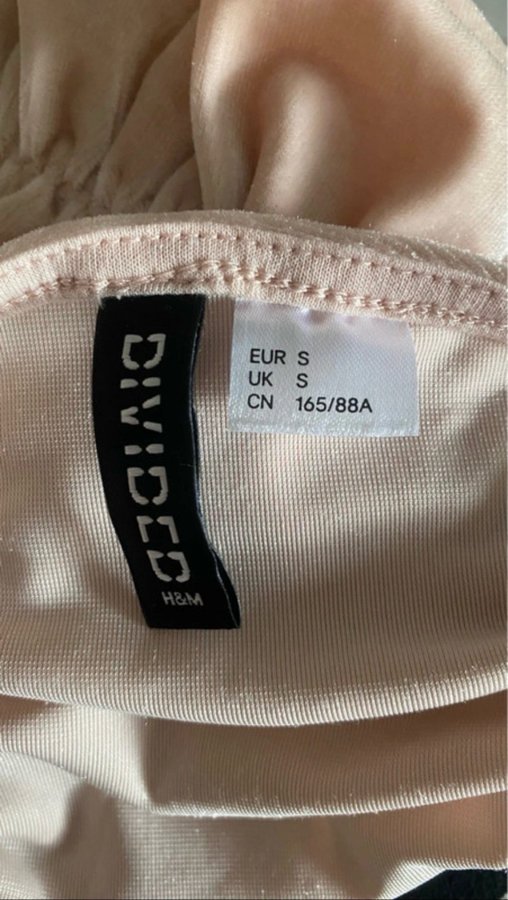 DIVIDED
H&M
EUR S
UK S
CN 165/88A